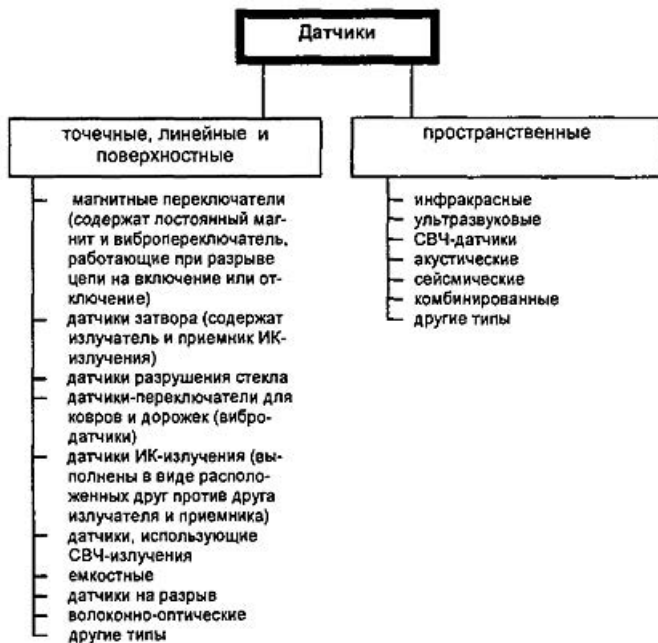 Датчики
точечные, линейные и
поверхностные
магнитные переключатели
(содержат лостоянный маг-
нит и вибропереключатель,
работающие при разрыве
цепи на включение или от-
ключение)
датчики затвора (содержат
излучатель и приемник ИК-
излучения)
датчики разрушения стекла
датчики-переключатели для
ковров и дорожек (вибро-
датчики)
датчики ИК-излучения (вы-
полнены в виде располо-
женных друг против друга
излучателя и приемника)
датчики, использующие
СВЧ-излучения
емкостные
датчики на разрыв
волоконно-оптические
другие типы
пространственные
инфракрасные
ультразвуковые
СВЧ-датчики
акустические
сейсмические
комбинированные
другие типы